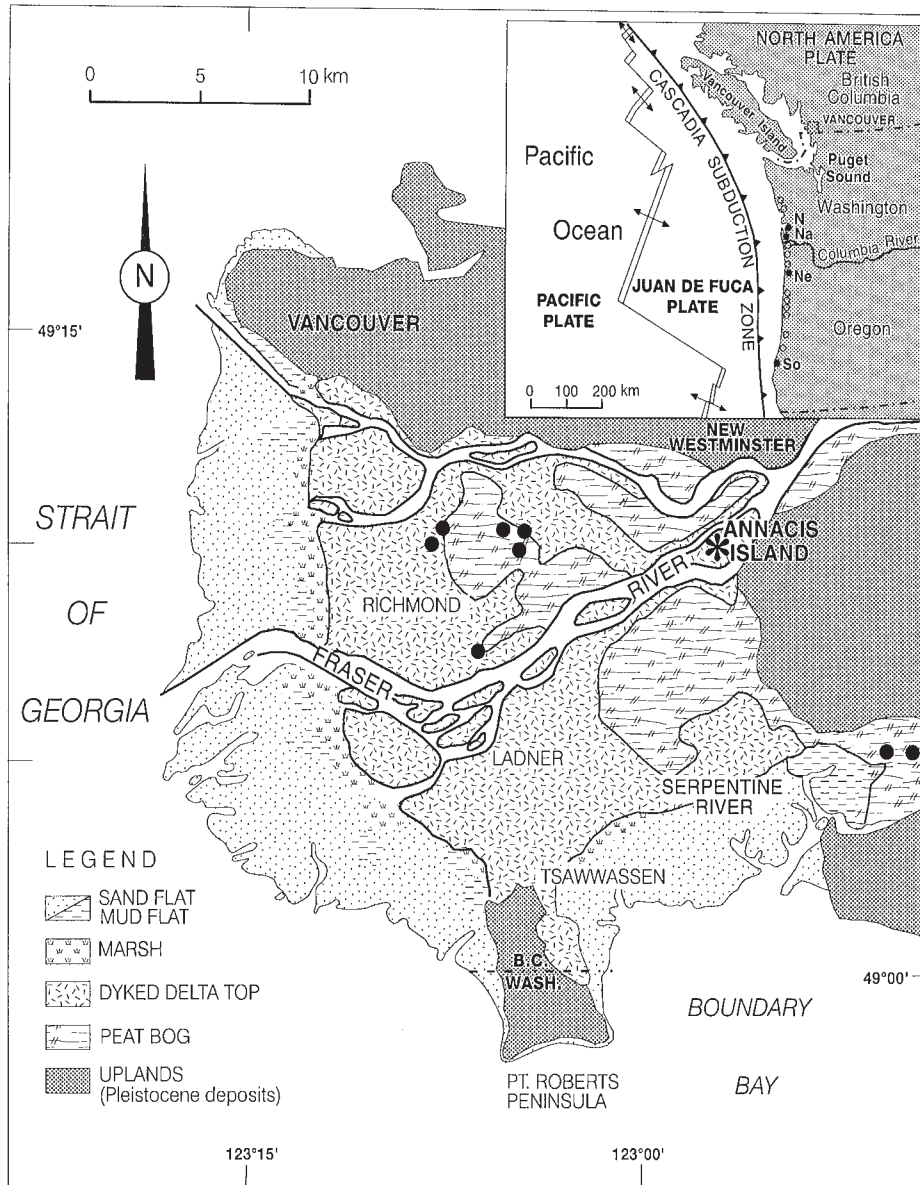 0 5 10 km
N
49°15'
VANCOUVER
NEW
WESTMINSTER
ANNACIS
ISLAND
STRAIT
OF
GEORGIA
RICHMOND
FRASER
RIVER
LADNER
SERPENTINE
RIVER
TSAWWASSEN
B.C.
WASH.
49°00'
BOUNDARY
BAY
PT. ROBERTS
PENINSULA
123°15'
123°00'
LEGEND
SAND FLAT
MUD FLAT
MARSH
DYKED DELTA TOP
PEAT BOG
UPLANDS
(Pleistocene deposits)
NORTH AMERICA
PLATE
British
Columbia
VANCOUVER
Vancouver Island
Puget
Sound
Washington
N
Na
Columbia River
Ne
Oregon
So
CASCADIA
SUBDUCTION
ZONE
Pacific
Ocean
JUAN DE FUCA
PLATE
PACIFIC
PLATE
0 100 200 km